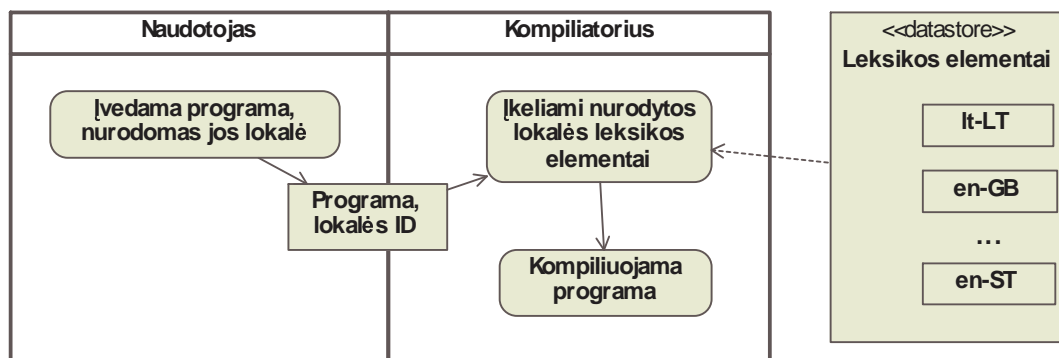 Naudotojas
Kompiliatorius
Įvedama programa,
nurodomas jos lokalė
Programa,
lokalės ID
Įkeliami nurodytos
lokalės leksikos
elementai
Kompiliuojama
programa
<<datastore>>
Leksikos elementai
lt-LT
en-GB
...
en-ST